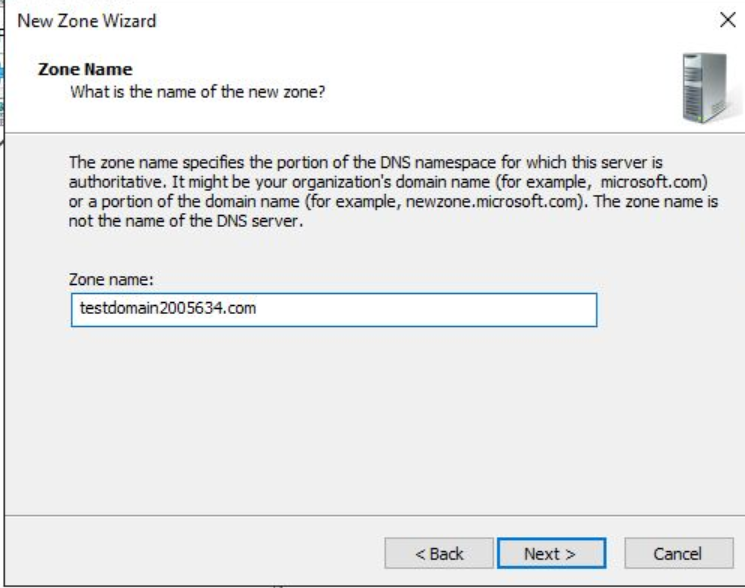 New Zone Wizard
Zone Name
What is the name of the new zone?
The zone name specifies the portion of the DNS namespace for which this server is
authoritative. It might be your organization's domain name (for example, microsoft.com)
or a portion of the domain name (for example, newzone.microsoft.com). The zone name is
not the name of the DNS server.
Zone name:
testdomain2005634.com
< Back
Next >
Cancel